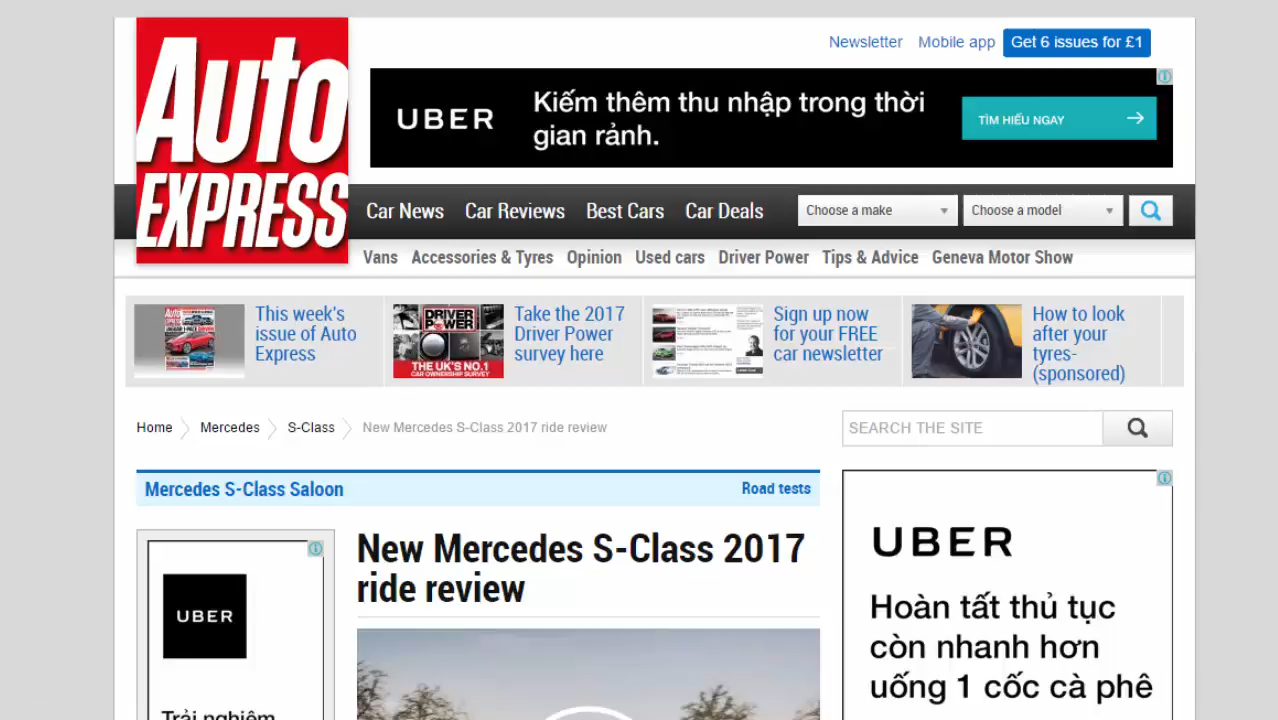 Auto
EXPRESS
Newsletter
Mobile app
Get 6 issues for £1
UBER
Kiếm thêm thu nhập trong thời
gian rảnh.
TÌM HIỂU NGAY
Car News
Car Reviews
Best Cars
Car Deals
Choose a make
Choose a model
Vans
Accessories & Tyres
Opinion
Used cars
Driver Power
Tips & Advice
Geneva Motor Show
This week's
issue of Auto
Express
DRIVER
POWER
THE UK'S NO.1
CAR OWNERSHIP SURVEY
Take the 2017
Driver Power
survey here
Sign up now
for your FREE
car newsletter
How to look
after your
tyres-
(sponsored)
Home
Mercedes
S-Class
New Mercedes S-Class 2017 ride review
SEARCH THE SITE
Mercedes S-Class Saloon
Road tests
UBER
Trải nghiệm
New Mercedes S-Class 2017
ride review
UBER
Hoàn tất thủ tục
còn nhanh hơn
uống 1 cốc cà phê